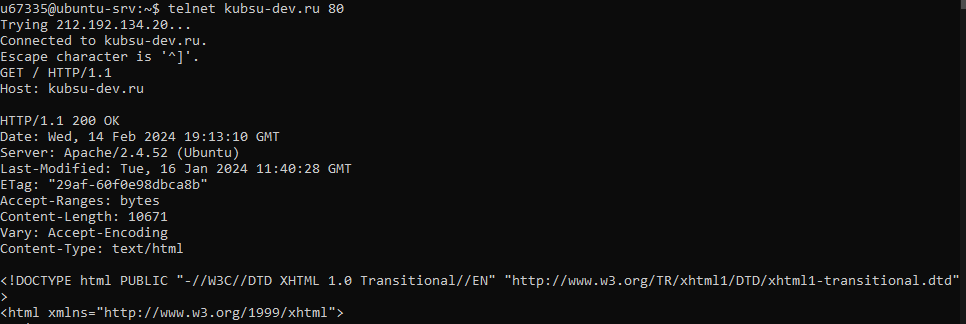 u67335@ubuntu-srv:~$ telnet kubsu-dev.ru 80
Trying 212.192.134.20...
Connected to kubsu-dev.ru.
Escape character is '^]'.
GET / HTTP/1.1
Host: kubsu-dev.ru

HTTP/1.1 200 OK
Date: Wed, 14 Feb 2024 19:13:10 GMT
Server: Apache/2.4.52 (Ubuntu)
Last-Modified: Tue, 16 Jan 2024 11:40:28 GMT
ETag: "29af-60f0e98dbca8b"
Accept-Ranges: bytes
Content-Length: 10671
Vary: Accept-Encoding
Content-Type: text/html

<!DOCTYPE html PUBLIC "-//W3C//DTD XHTML 1.0 Transitional//EN" "http://www.w3.org/TR/xhtml1/DTD/xhtml1-transitional.dtd"
>
<html xmlns="http://www.w3.org/1999/xhtml">